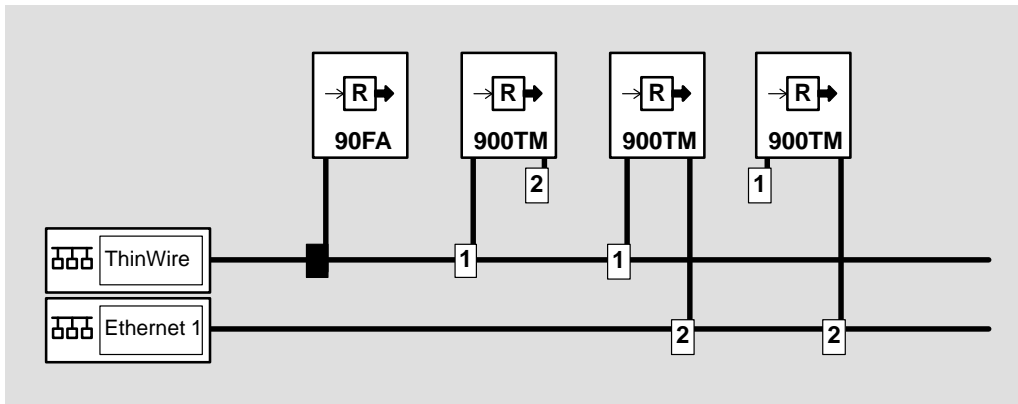 R R R R
90FA 900TM 900TM 900TM
2 1
ThinWire 1 1
Ethernet 1 2 2